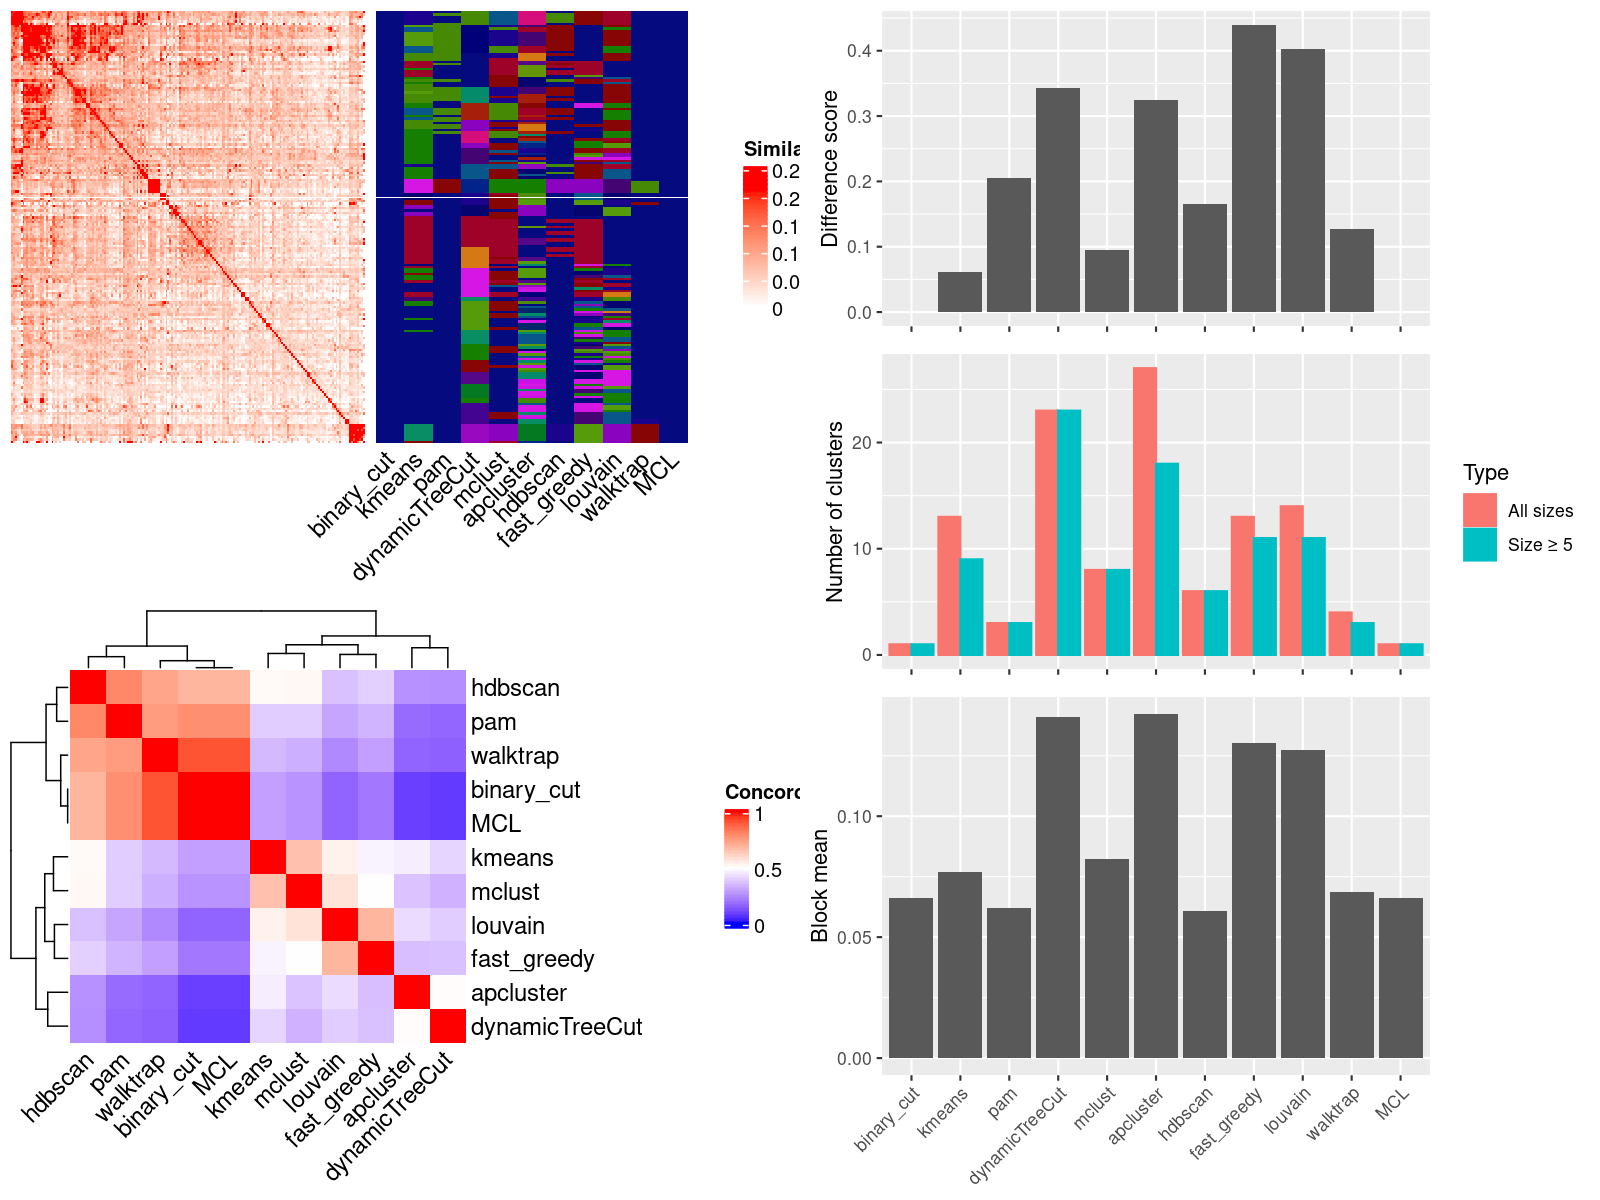 Simila
0.2
0.2
0.1
0.1
0.0
0
binary_cut
kmeans
pam
dynamicTreeCut
mclust
apcluster
hdbscan
fast_greedy
louvain
walktrap
MCL
hdbscan
pam
walktrap
binary_cut
MCL
kmeans
mclust
louvain
fast_greedy
apcluster
dynamicTreeCut
hdbscan
pam
walktrap
binary_cut
MCL
kmeans
mclust
louvain
fast_greedy
apcluster
dynamicTreeCut
Concord
1
0.5
0
Difference score
0.4
0.3
0.2
0.1
0.0
Number of clusters
20
10
0
Type
All sizes
Size ≥ 5
Block mean
0.10
0.05
0.00
binary_cut
kmeans
pam
dynamicTreeCut
mclust
apcluster
hdbscan
fast_greedy
louvain
walktrap
MCL